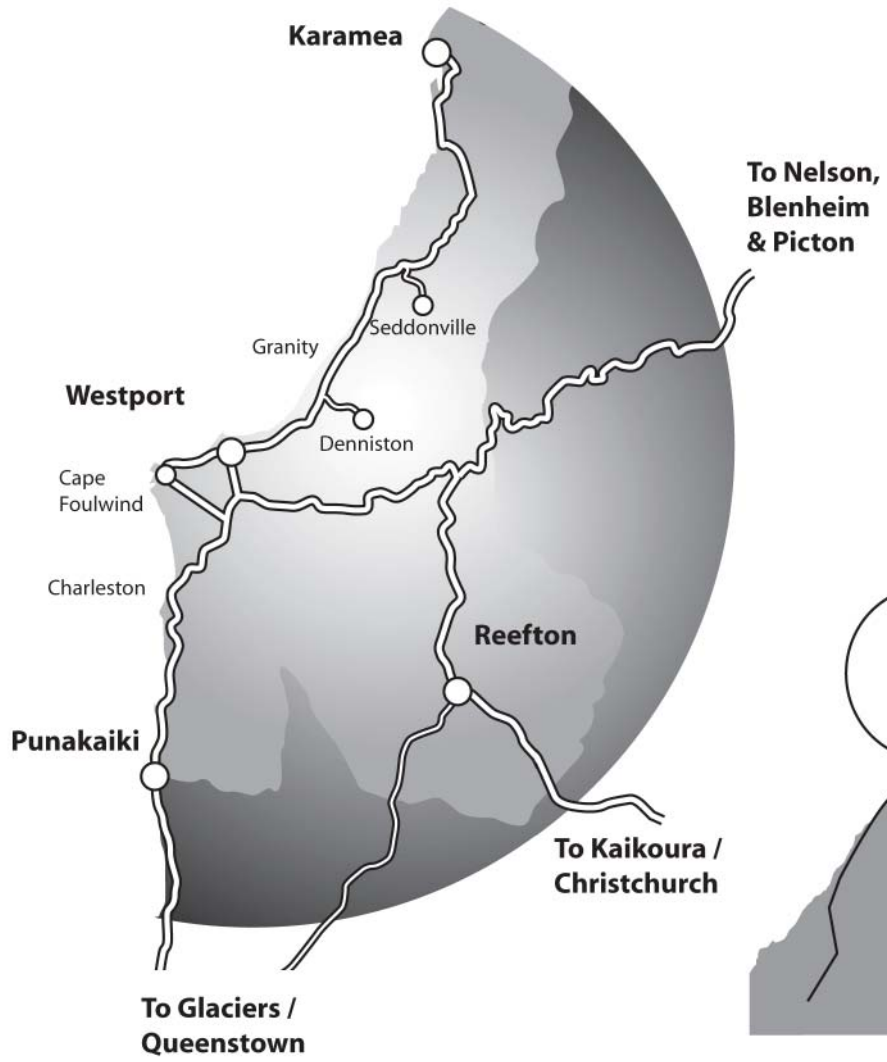 Karamea
To Nelson,
Blenheim
& Picton
Seddonville
Granity
Westport
Denniston
Cape
Foulwind
Charleston
Reefton
Punakaiki
To Kaikoura /
Christchurch
To Glaciers /
Queenstown